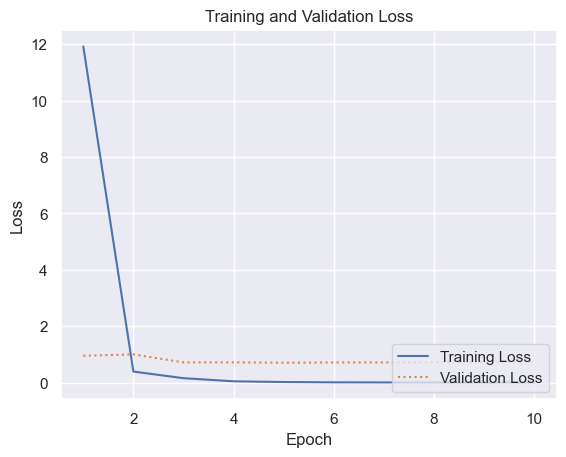 Training and Validation Loss
12
10
8
6
4
2
0
Loss
Training Loss
Validation Loss
2
4
6
8
10
Epoch